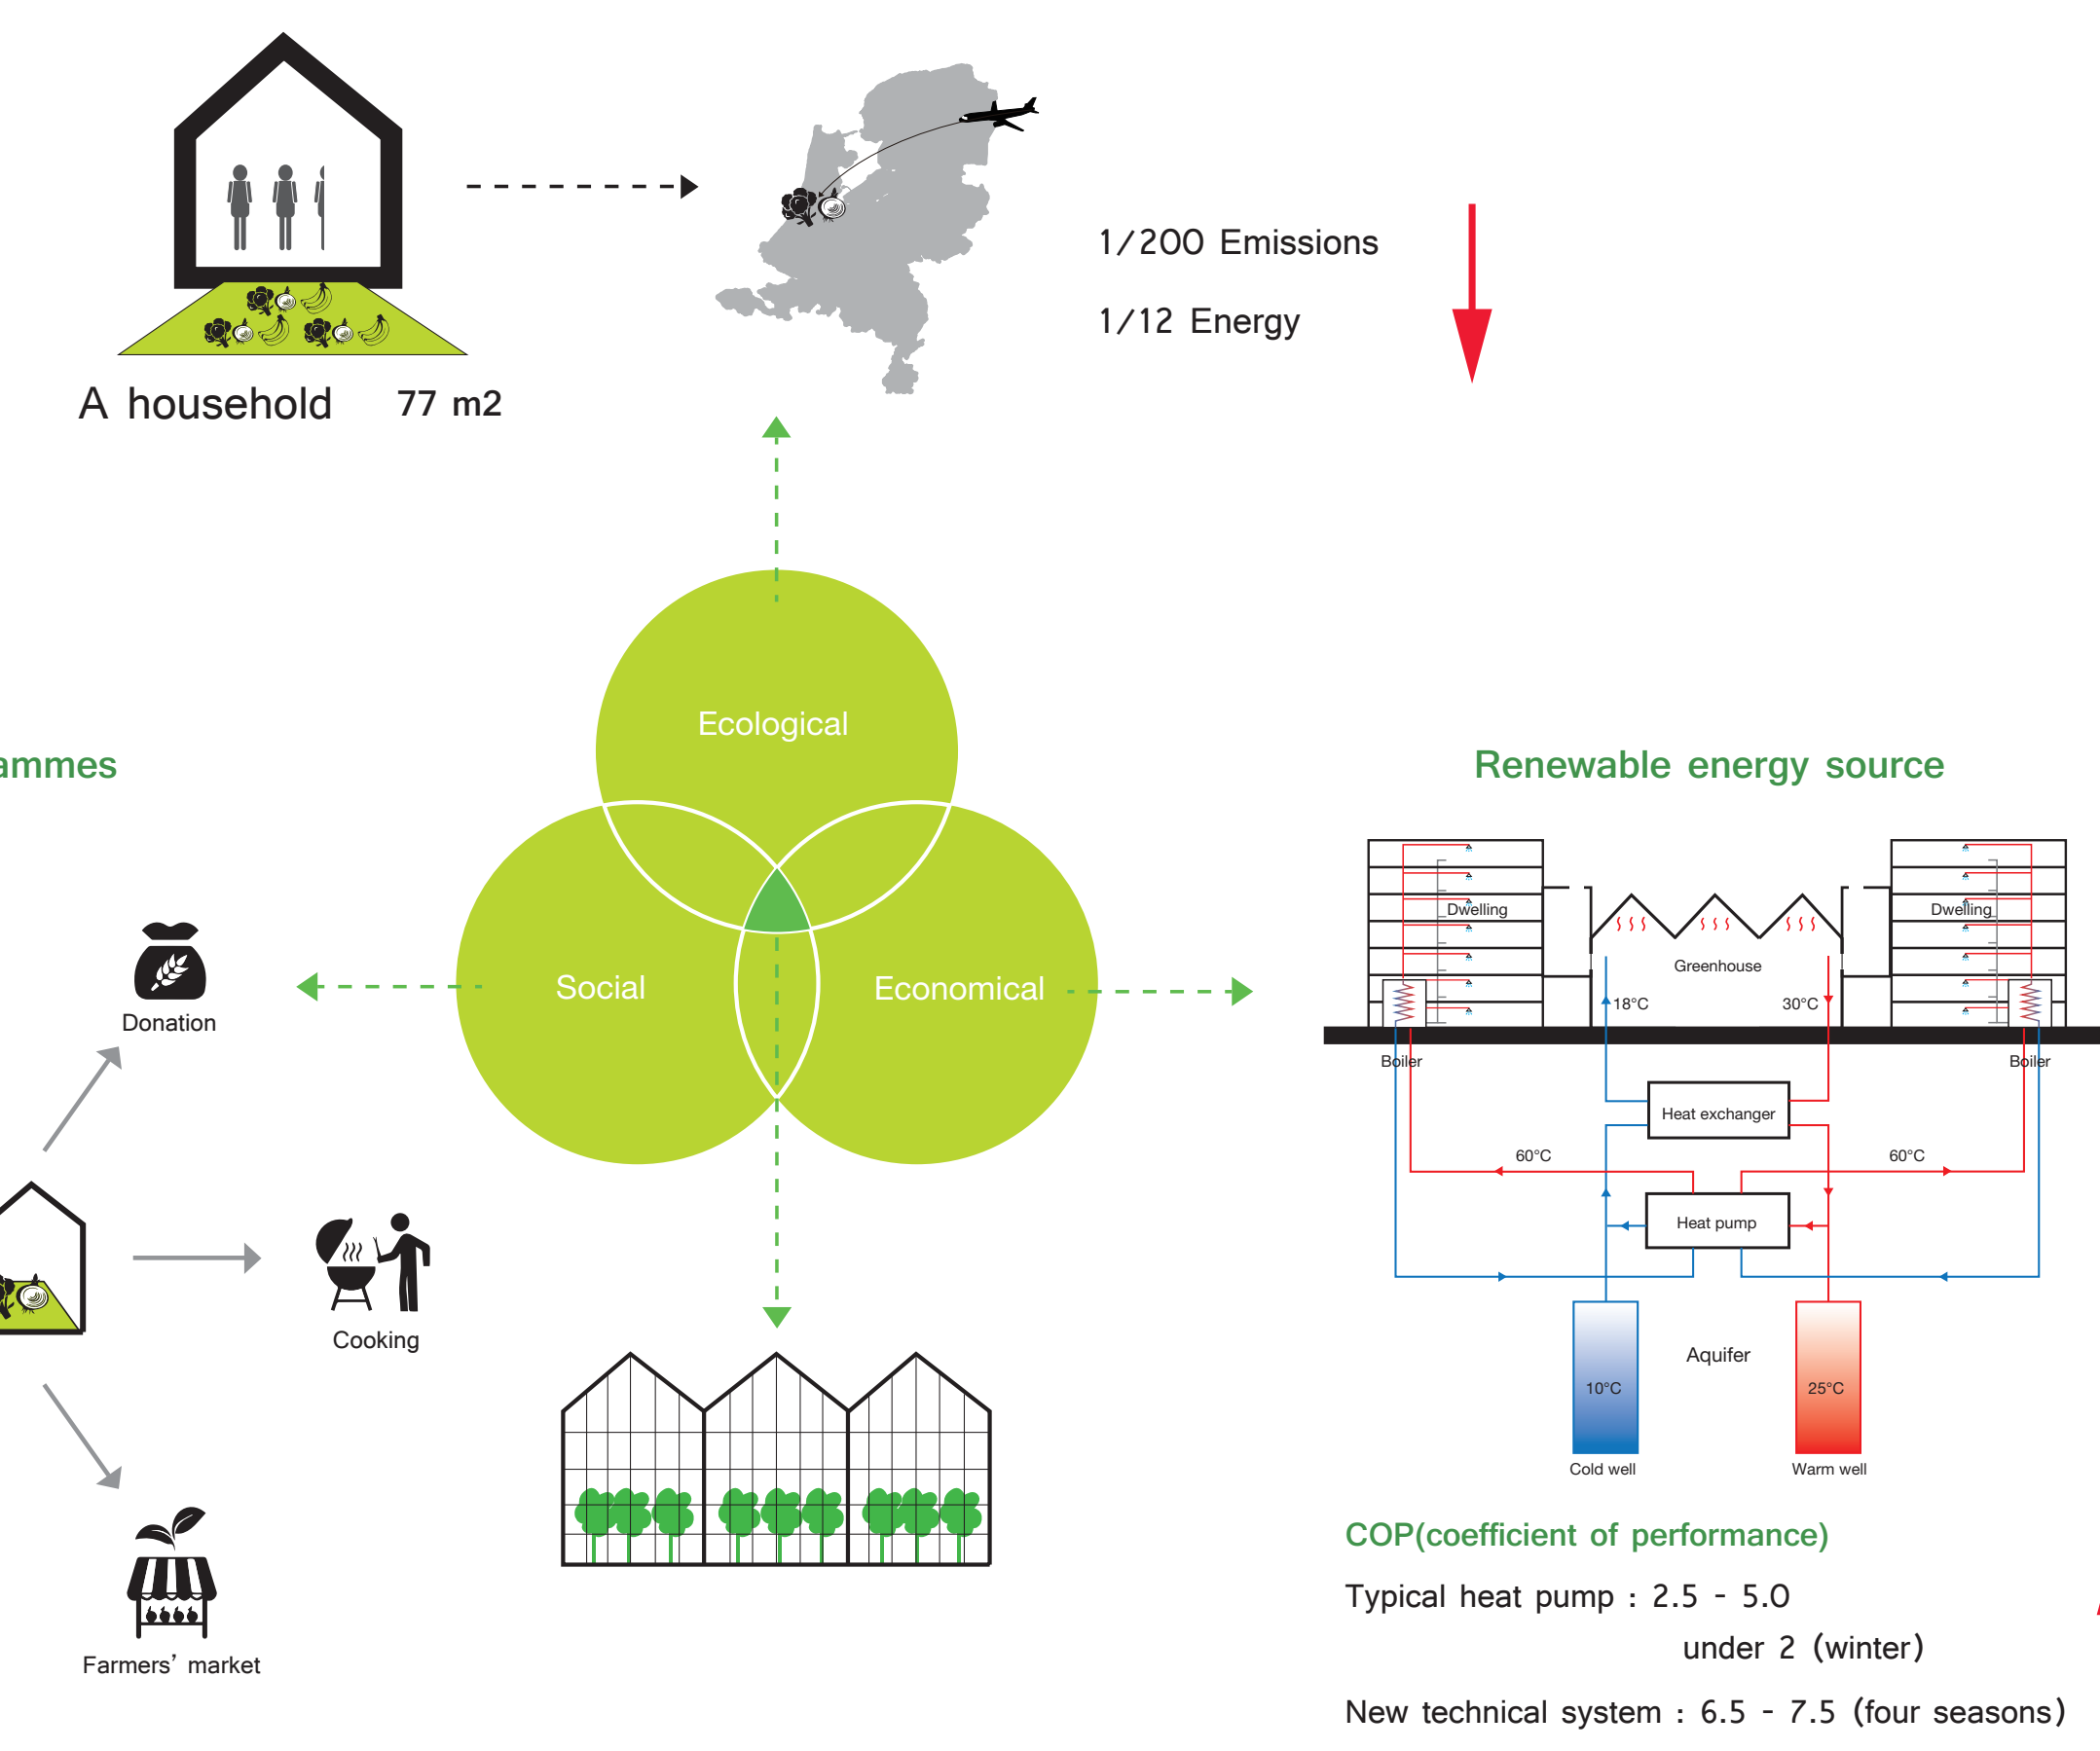 A household 77 m2
1/200 Emissions
1/12 Energy
Ecological
Social
Economical
ammes
Donation
Cooking
Farmers’ market
Renewable energy source
Dwelling
Dwelling
Greenhouse
18°C
30°C
Boiler
Boiler
Heat exchanger
60°C
60°C
Heat pump
Aquifer
10°C
25°C
Cold well
Warm well
COP(coefficient of performance)
Typical heat pump : 2.5 - 5.0
under 2 (winter)
New technical system : 6.5 - 7.5 (four seasons)